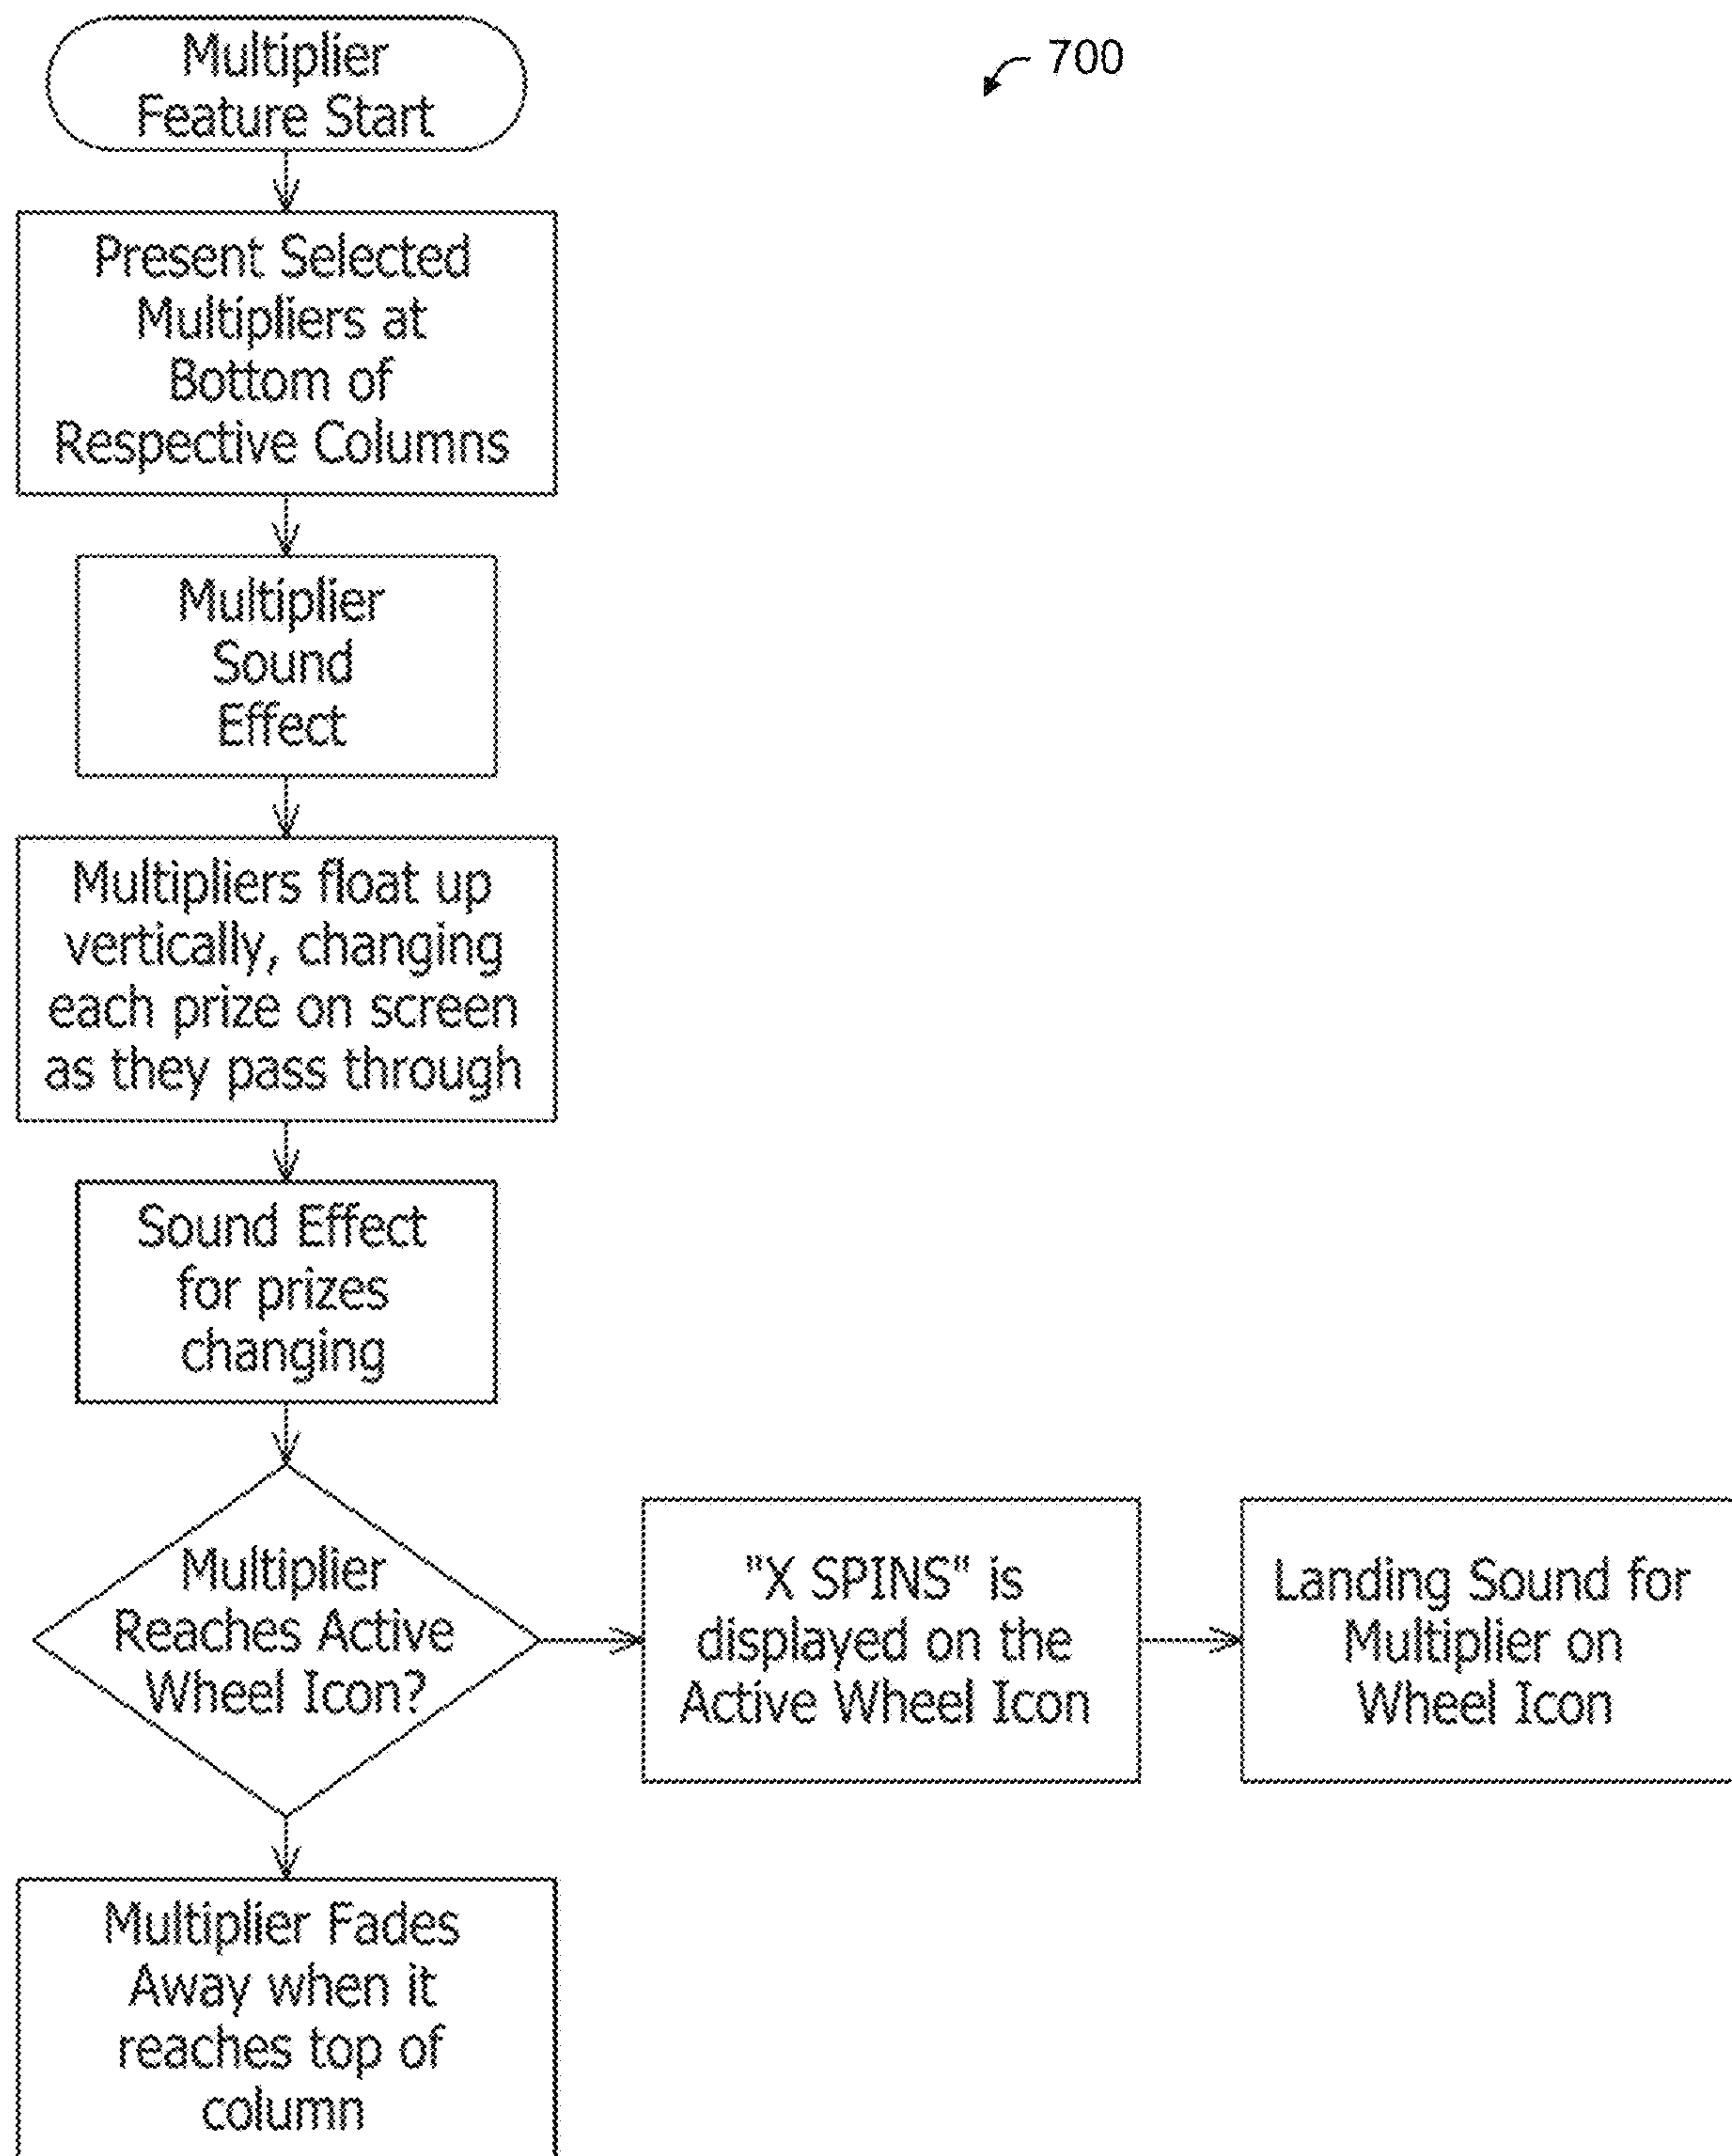 Multiplier
Feature Start
700
Present Selected
Multipliers at
Bottom of
Respective Columns
Multiplier
Sound
Effect
Multipliers float up
vertically, changing
each prize on screen
as they pass through
Sound Effect
for prizes
changing
Multiplier
Reaches Active
Wheel Icon?
"X SPINS" is
displayed on the
Active Wheel Icon
Landing Sound for
Multiplier on
Wheel Icon
Multiplier Fades
Away when it
reaches top of
column